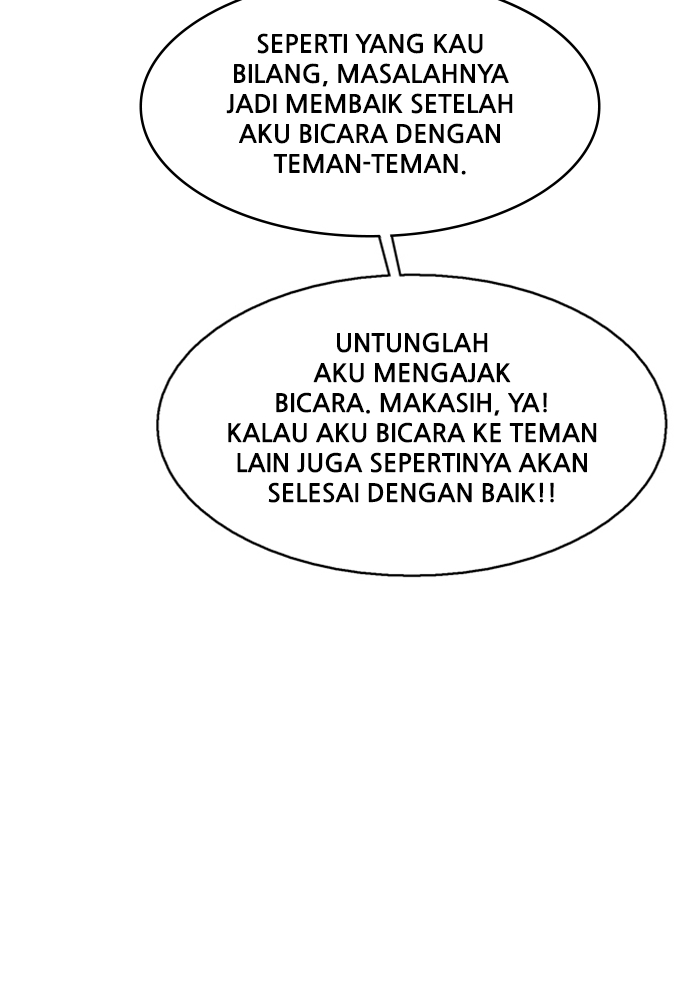 SEPERTI YANG KAU
BILANG, MASALAHNYA
JADI MEMBAIK SETELAH
AKU BICARA DENGAN
TEMAN-TEMAN.
UNTUNGLAH
AKU MENGAJAK
BICARA. MAKASIH, YA!
KALAU AKU BICARA KE TEMAN
LAIN JUGA SEPERTINYA AKAN
SELESAI DENGAN BAIK!!